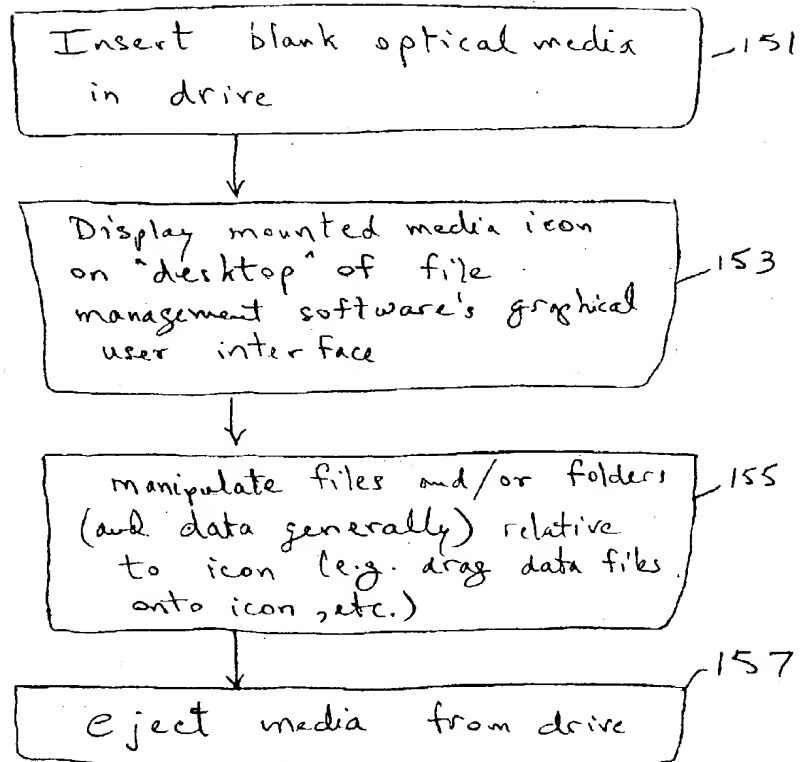 Insert blank optical media
in drive
151
Display mounted media icon
on "desktop" of file
management software's graphical
user interface
153
manipulate files and/or folders
(and data generally) relative
to icon (e.g. drag data files
onto icon, etc.)
155
eject media from drive
157